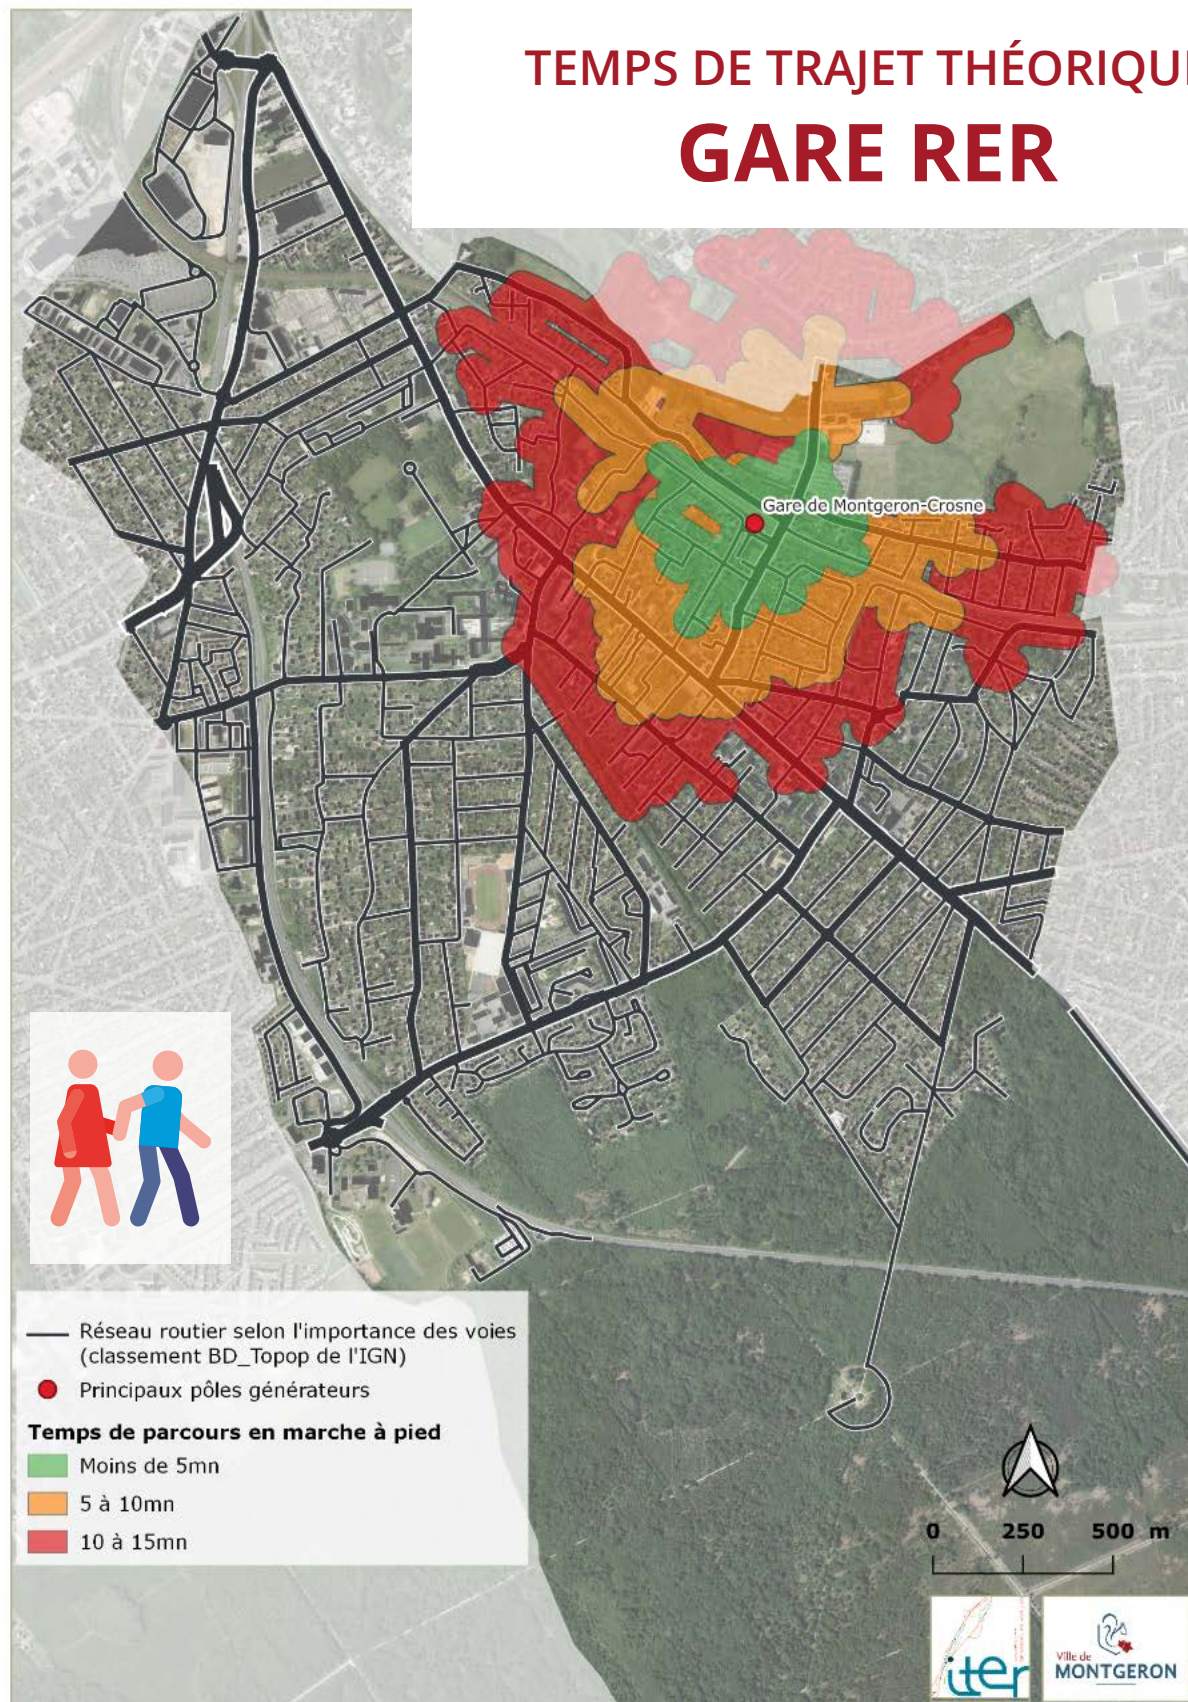 TEMPS DE TRAJET THÉORIQU
GARE RER
Gare de Montgeron-Crosne
Réseau routier selon l'importance des voies
(classement BD_Topop de l'IGN)
Principaux pôles générateurs
Temps de parcours en marche à pied
Moins de 5mn
5 à 10mn
10 à 15mn
0 250 500 m
iter
Ville de
MONTGERON